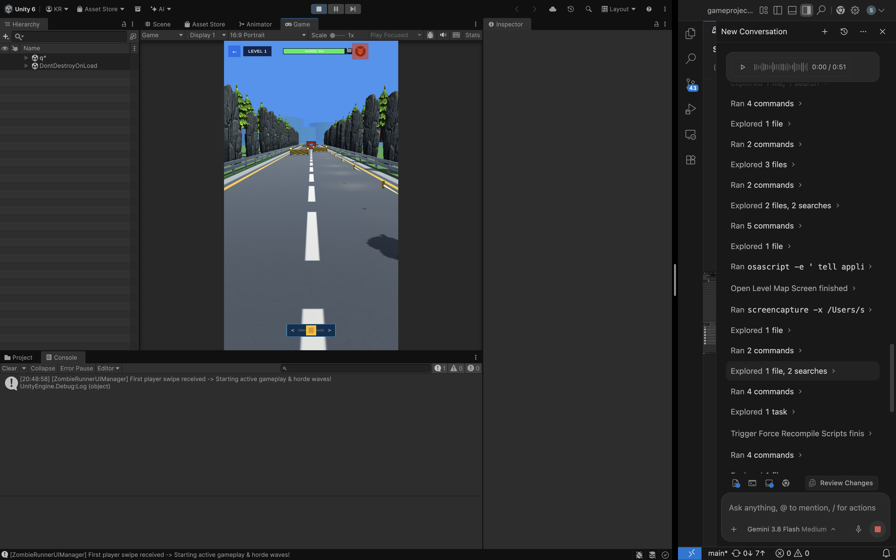 Unity 6
KR
Asset Store
AI
Layout
gameprojec...
Hierarchy
Scene
Asset Store
Animator
Game
Inspector
New Conversation
Game
Display 1
16:9 Portrait
Scale
1x
Play Focused
Stats
Name
q*
DontDestroyOnLoad
LEVEL 1
0:00 / 0:51
43
Ran 4 commands
Explored 1 file
Ran 2 commands
Explored 3 files
Ran 2 commands
Explored 2 files, 2 searches
Ran 5 commands
Explored 1 file
Ran osascript -e ' tell appli
Open Level Map Screen finished
Ran screencapture -x /Users/s
Explored 1 file
Ran 2 commands
Explored 1 file, 2 searches
Ran 4 commands
Explored 1 task
Trigger Force Recompile Scripts finis
Ran 4 commands
< >
Project
Console
Clear
Collapse
Error Pause
Editor
1
0
0
[20:48:58] [ZombieRunnerUIManager] First player swipe received -> Starting active gameplay & horde waves!
UnityEngine.Debug:Log (object)
Review Changes
Ask anything, @ to mention, / for actions
Gemini 3.8 Flash Medium
[ZombieRunnerUIManager] First player swipe received -> Starting active gameplay & horde waves!
main*
0↓ 7↑
0
0